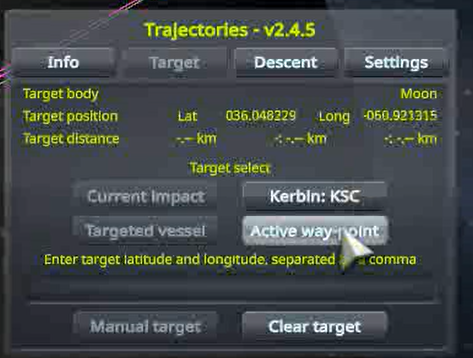 Trajectories - v2.4.5
Info Target Descent Settings
Target body Moon
Target position Lat 036.048229 Long -060.921315
Target distance -.-- km -:-.-- km -:-.-- km
Target select
Current impact Kerbin: KSC
Targeted vessel Active way-point
Enter target latitude and longitude, separated comma
Manual target Clear target